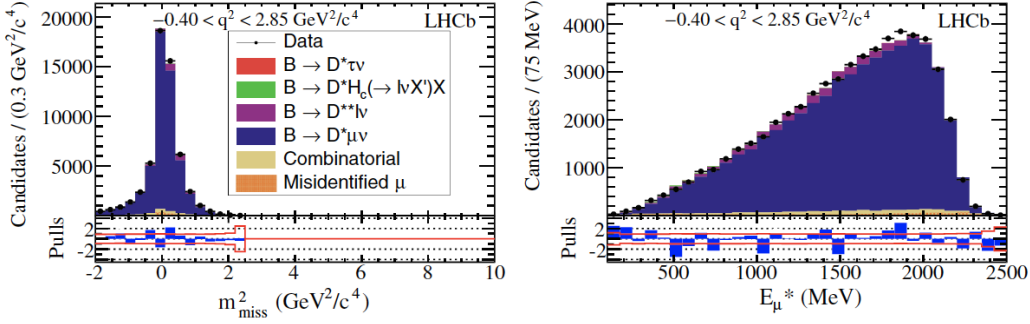 −0.40 < q² < 2.85 GeV²/c⁴ LHCb
Candidates / (0.3 GeV²/c⁴)
20000
15000
10000
5000
Data
B → D*τν
B → D*H_c(→ lνX')X
B → D**lν
B → D*μν
Combinatorial
Misidentified μ
Pulls
2
-2
-2 0 2 4 6 8 10
m²_miss (GeV²/c⁴)
−0.40 < q² < 2.85 GeV²/c⁴ LHCb
Candidates / (75 MeV)
4000
3000
2000
1000
0
Pulls
2
-2
500 1000 1500 2000 2500
E_μ* (MeV)